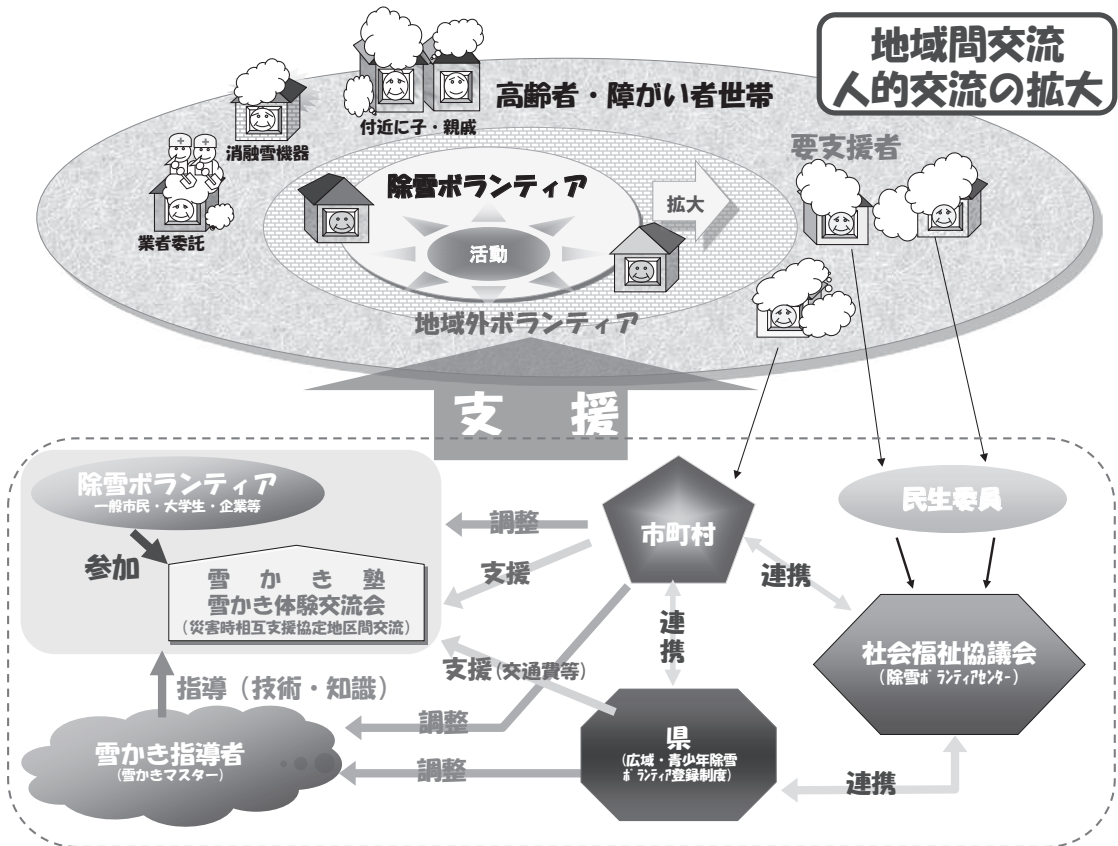 地域間交流
人的交流の拡大
高齢者・障がい者世帯
付近に子・親戚
消融雪機器
業者委託
要支援者
除雪ボランティア
拡大
活動
地域外ボランティア
支 援
除雪ボランティア
一般市民・大学生・企業等
参加
雪 か き 塾
雪かき体験交流会
（災害時相互支援協定地区間交流）
調整
支援
市町村
民生委員
連携
連携
社会福祉協議会
（除雪ﾎﾞﾗﾝﾃｨｱｾﾝﾀｰ）
支援（交通費等）
指導（技術・知識）
調整
雪かき指導者
（雪かきマスター）
調整
県
（広域・青少年除雪
ﾎﾞﾗﾝﾃｨｱ登録制度）
連携